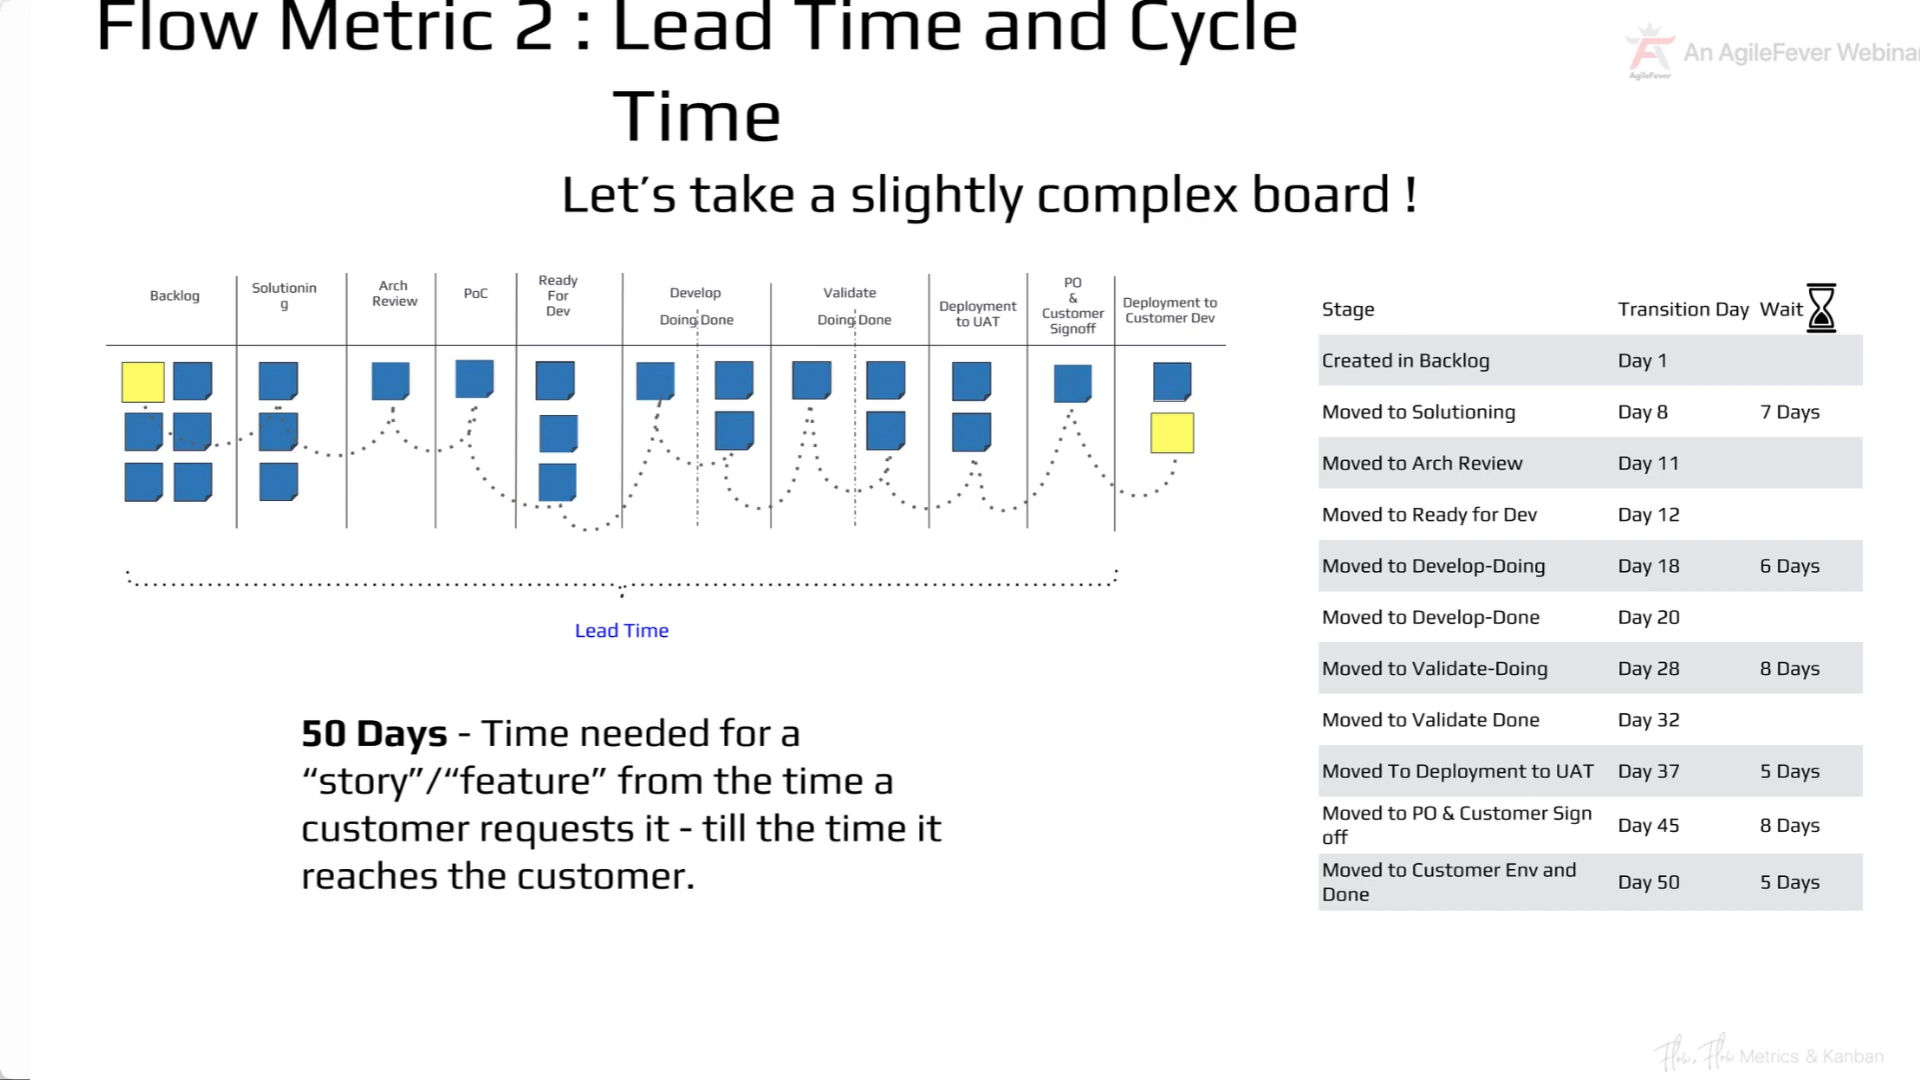 Flow Metric 2 : Lead Time and Cycle
Time
An AgileFever Webinar
AgileFever
Let's take a slightly complex board !
Backlog
Solutionin
g
Arch
Review
PoC
Ready
For
Dev
Develop
Doing Done
Validate
Doing Done
Deployment
to UAT
PO
&
Customer
Signoff
Deployment to
Customer Dev
Lead Time
50 Days - Time needed for a
“story”/“feature” from the time a
customer requests it - till the time it
reaches the customer.
Stage Transition Day Wait
Created in Backlog Day 1
Moved to Solutioning Day 8 7 Days
Moved to Arch Review Day 11
Moved to Ready for Dev Day 12
Moved to Develop-Doing Day 18 6 Days
Moved to Develop-Done Day 20
Moved to Validate-Doing Day 28 8 Days
Moved to Validate Done Day 32
Moved To Deployment to UAT Day 37 5 Days
Moved to PO & Customer Sign
off Day 45 8 Days
Moved to Customer Env and
Done Day 50 5 Days
Flow, Flow Metrics & Kanban